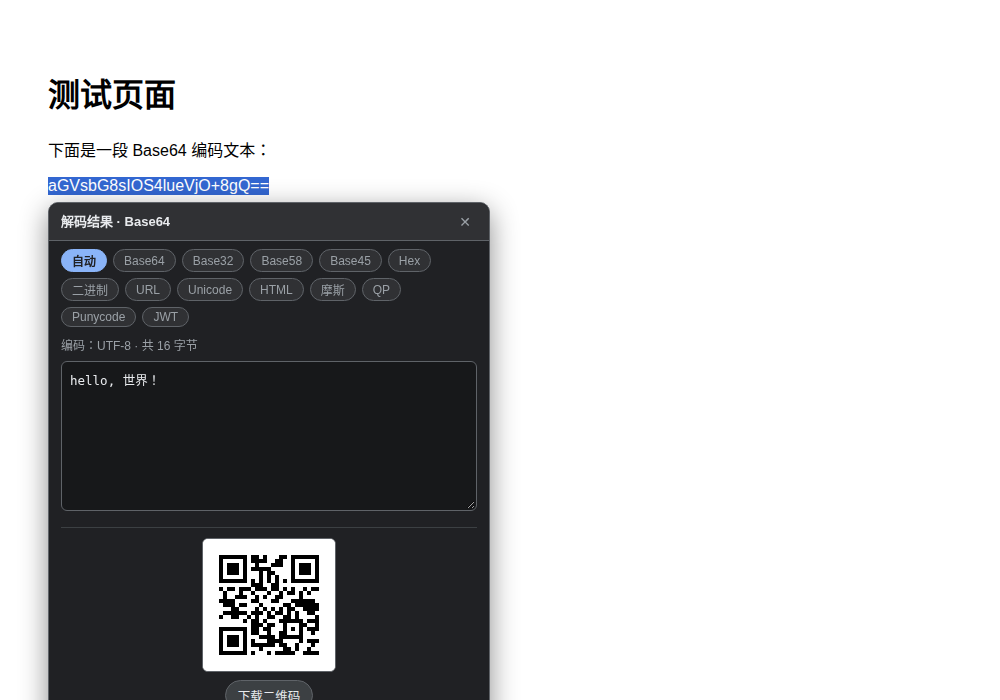 测试页面
下面是一段 Base64 编码文本：
aGVsbG8sIOS4lueVjO+8gQ==
解码结果 · Base64 ×
自动 Base64 Base32 Base58 Base45 Hex
二进制 URL Unicode HTML 摩斯 QP
Punycode JWT
编码：UTF-8 · 共 16 字节
hello, 世界！
下载二维码